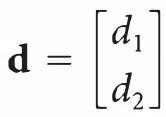 d = [d₁
d₂]